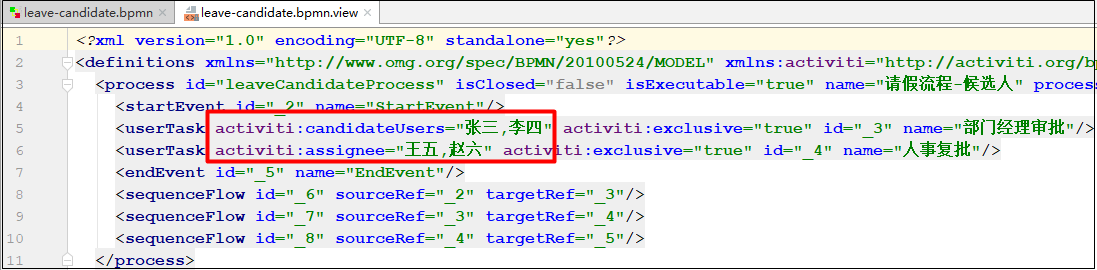 leave-candidate.bpmn × leave-candidate.bpmn.view ×
1 <?xml version="1.0" encoding="UTF-8" standalone="yes"?>
2 <definitions xmlns="http://www.omg.org/spec/BPMN/20100524/MODEL" xmlns:activiti="http://activiti.org/bp
3 <process id="leaveCandidateProcess" isClosed="false" isExecutable="true" name="请假流程-候选人" proces
4 <startEvent id="_2" name="StartEvent"/>
5 <userTask activiti:candidateUsers="张三,李四" activiti:exclusive="true" id="_3" name="部门经理审批"/>
6 <userTask activiti:assignee="王五,赵六" activiti:exclusive="true" id="_4" name="人事复批"/>
7 <endEvent id="_5" name="EndEvent"/>
8 <sequenceFlow id="_6" sourceRef="_2" targetRef="_3"/>
9 <sequenceFlow id="_7" sourceRef="_3" targetRef="_4"/>
10 <sequenceFlow id="_8" sourceRef="_4" targetRef="_5"/>
11 </process>